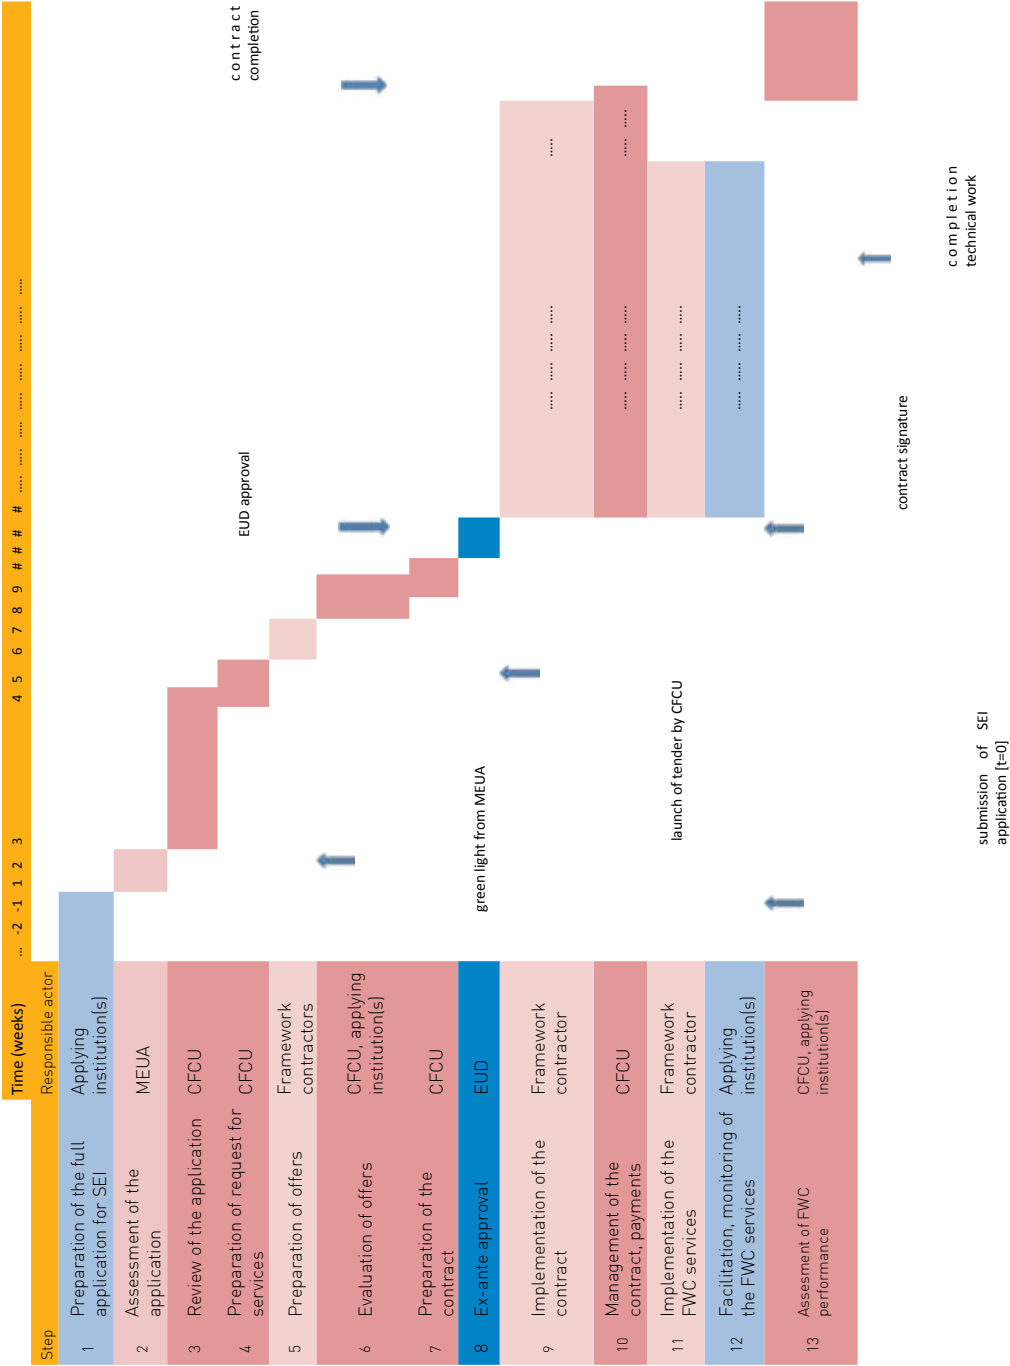 Time (weeks) ... -2 -1 1 2 3 4 5 6 7 8 9 # # # # ..... ..... ..... ..... ..... ..... ..... .....
Step Responsible actor
1 Preparation of the full Applying
application for SEI institution(s)
2 Assessment of the MEUA
application
3 Review of the application CFCU
4 Preparation of request for CFCU
services
5 Preparation of offers Framework
contractors
6 Evaluation of offers CFCU, applying
institution(s)
7 Preparation of the CFCU
contract
8 Ex-ante approval EUD
9 Implementation of the Framework
contract contractor
..... ..... ..... ..... .....
10 Management of the CFCU
contract, payments
..... ..... ..... ..... ..... .....
11 Implementation of the Framework
FWC services contractor
..... ..... ..... .....
12 Facilitation, monitoring of Applying
the FWC services institution(s)
..... ..... ..... .....
13 Assesment of FWC CFCU, applying
performance institution(s)
contract
completion
EUD approval
green light from MEUA
launch of tender by CFCU
contract signature
completion
technical work
submission of SEI
application [t=0]